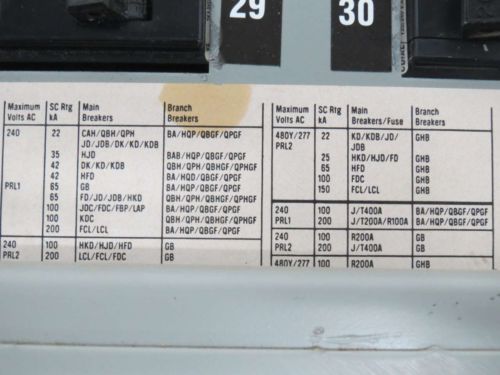 29
30
Maximum Volts AC | SC Rtg kA | Main Breakers | Branch Breakers
240 | 22 | CAH/QBH/QPH | BA/HQP/QBGF/QPGF
JD/JDB/DK/KD/KDB
35 | HJD | BAB/HQP/QBGF/QPGF
42 | DK/KD/KDB | QBH/QPH/QBHGF/QPHGF
42 | HFD | BA/HQP/QBGF/QPGF
PRL1 | 65 | GB | BA/HQP/QBGF/QPGF
65 | FD/JD/JDB/HKD | QBH/QPH/QBHGF/QPHGF
100 | JDC/FDC/FBP/LAP | BA/HQP/QBGF/QPGF
100 | KDC | QBH/QPH/QBHGF/QPHGF
200 | FCL/LCL | BA/HQP/QBGF/QPGF
240 | 100 | HKD/HJD/HFD | GB
PRL2 | 200 | LCL/FCL/FDC | GB
Maximum Volts AC | SC Rtg kA | Main Breakers/Fuse | Branch Breakers
480Y/277 | 22 | KD/KDB/JD/ | GHB
PRL2 | JDB
25 | HKD/HJD/FD | GHB
65 | HFD | GHB
100 | FDC | GHB
150 | FCL/LCL | GHB
240 | 100 | J/T400A | BA/HQP/QBGF/QPGF
PRL1 | 200 | J/T200A/R100A | BA/HQP/QBGF/QPGF
240 | 100 | R200A | GB
PRL2 | 200 | J/T400A | GB
480Y/277 | 100 | R200A | GHB